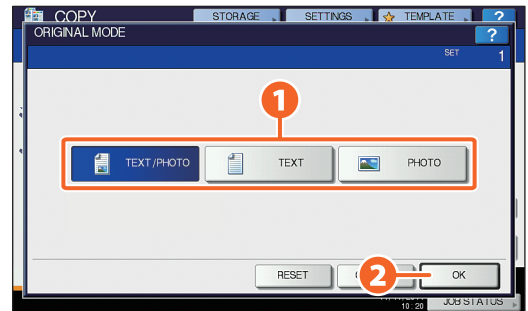 COPY STORAGE SETTINGS TEMPLATE ?
ORIGINAL MODE ?
SET 1
1
TEXT/PHOTO TEXT PHOTO
RESET 2 OK
10:20 JOB STATUS